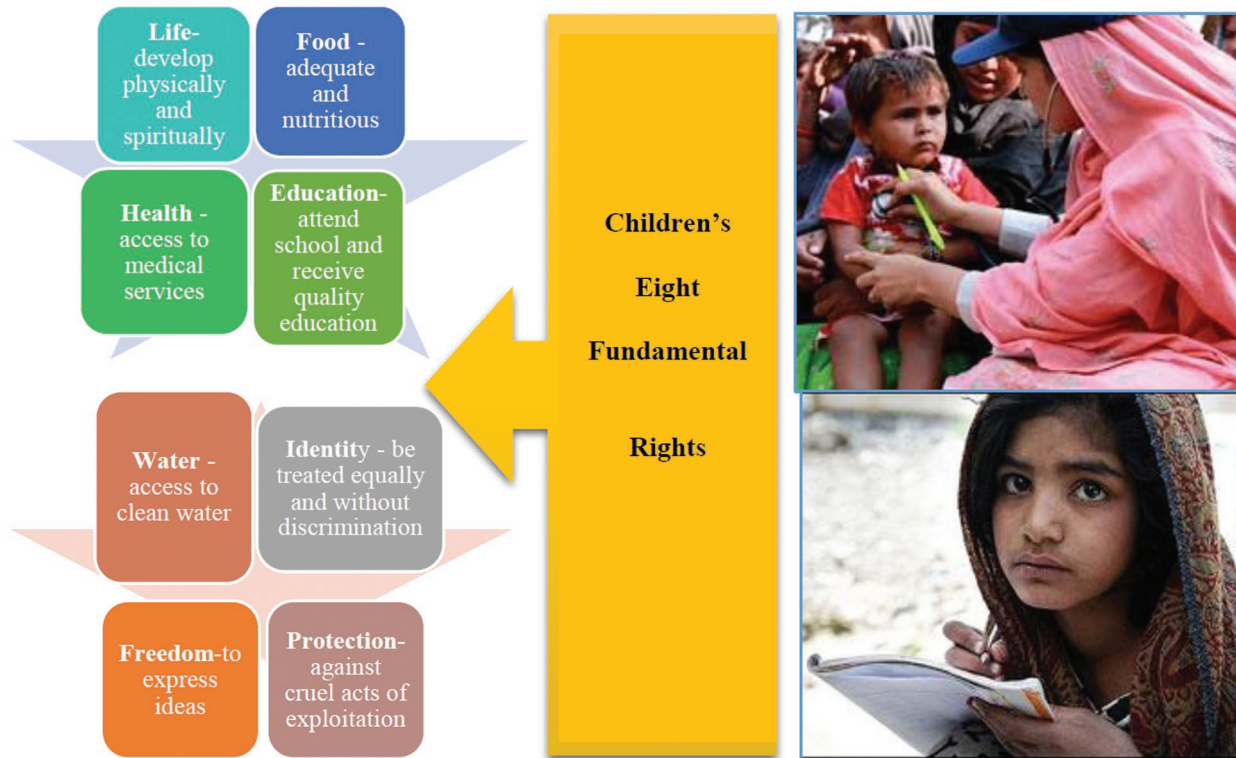 Life-
develop
physically
and
spiritually
Food -
adequate
and
nutritious
Health -
access to
medical
services
Education-
attend
school and
receive
quality
education
Water -
access to
clean water
Identity - be
treated equally
and without
discrimination
Freedom-to
express
ideas
Protection-
against
cruel acts of
exploitation
Children’s
Eight
Fundamental
Rights